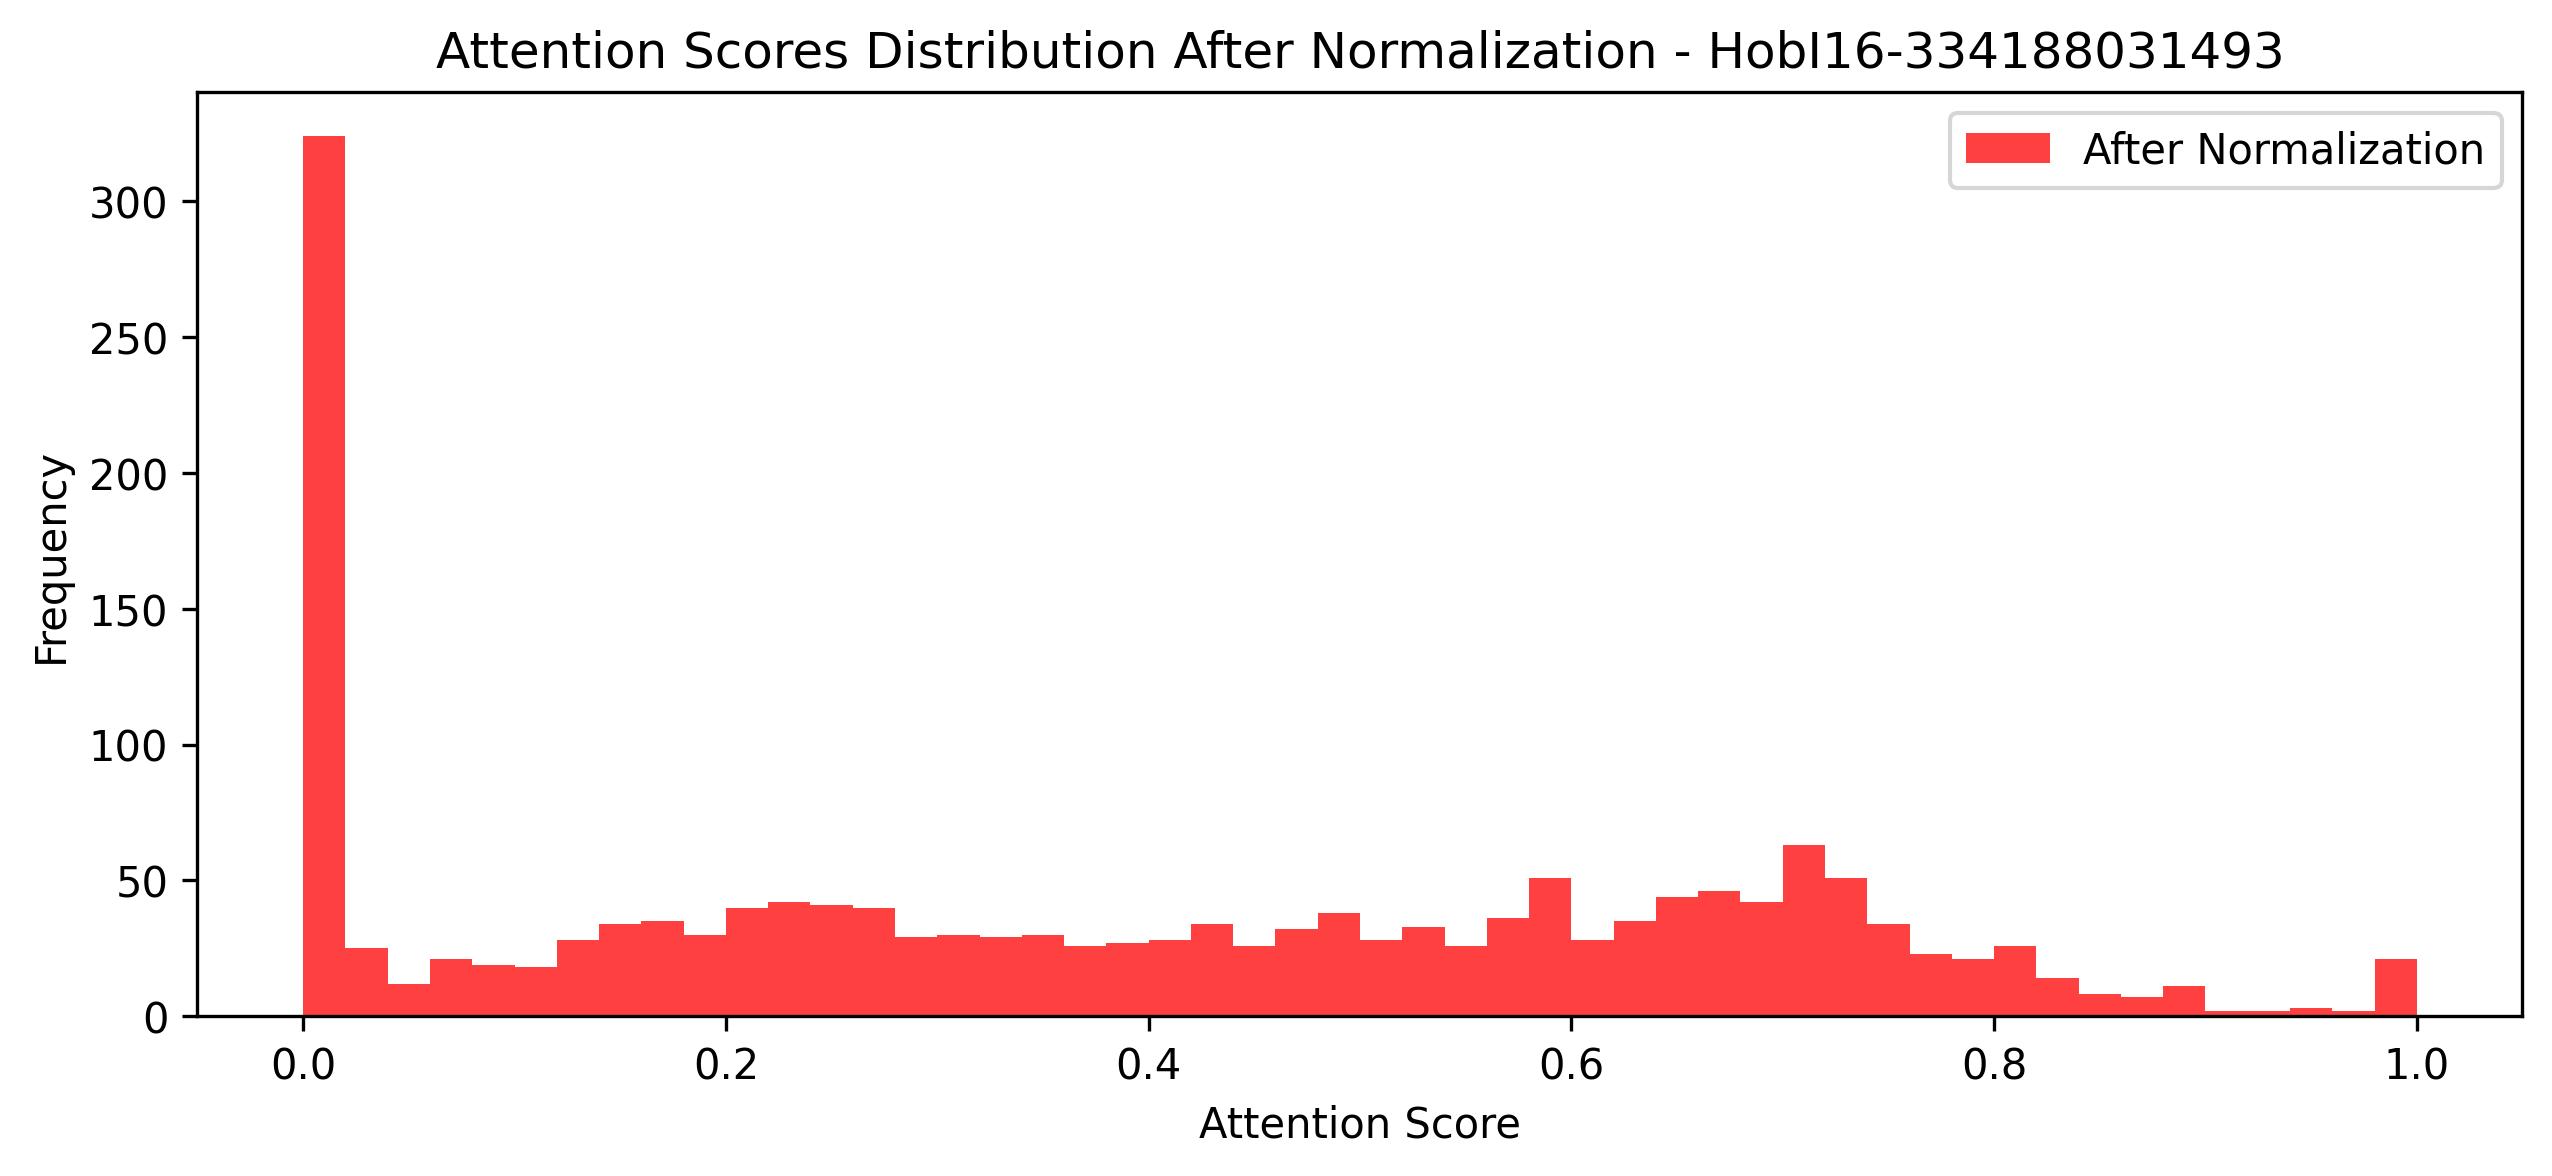 Attention Scores Distribution After Normalization - HobI16-334188031493
After Normalization
300
250
200
150
100
50
0
Frequency
0.0 0.2 0.4 0.6 0.8 1.0
Attention Score